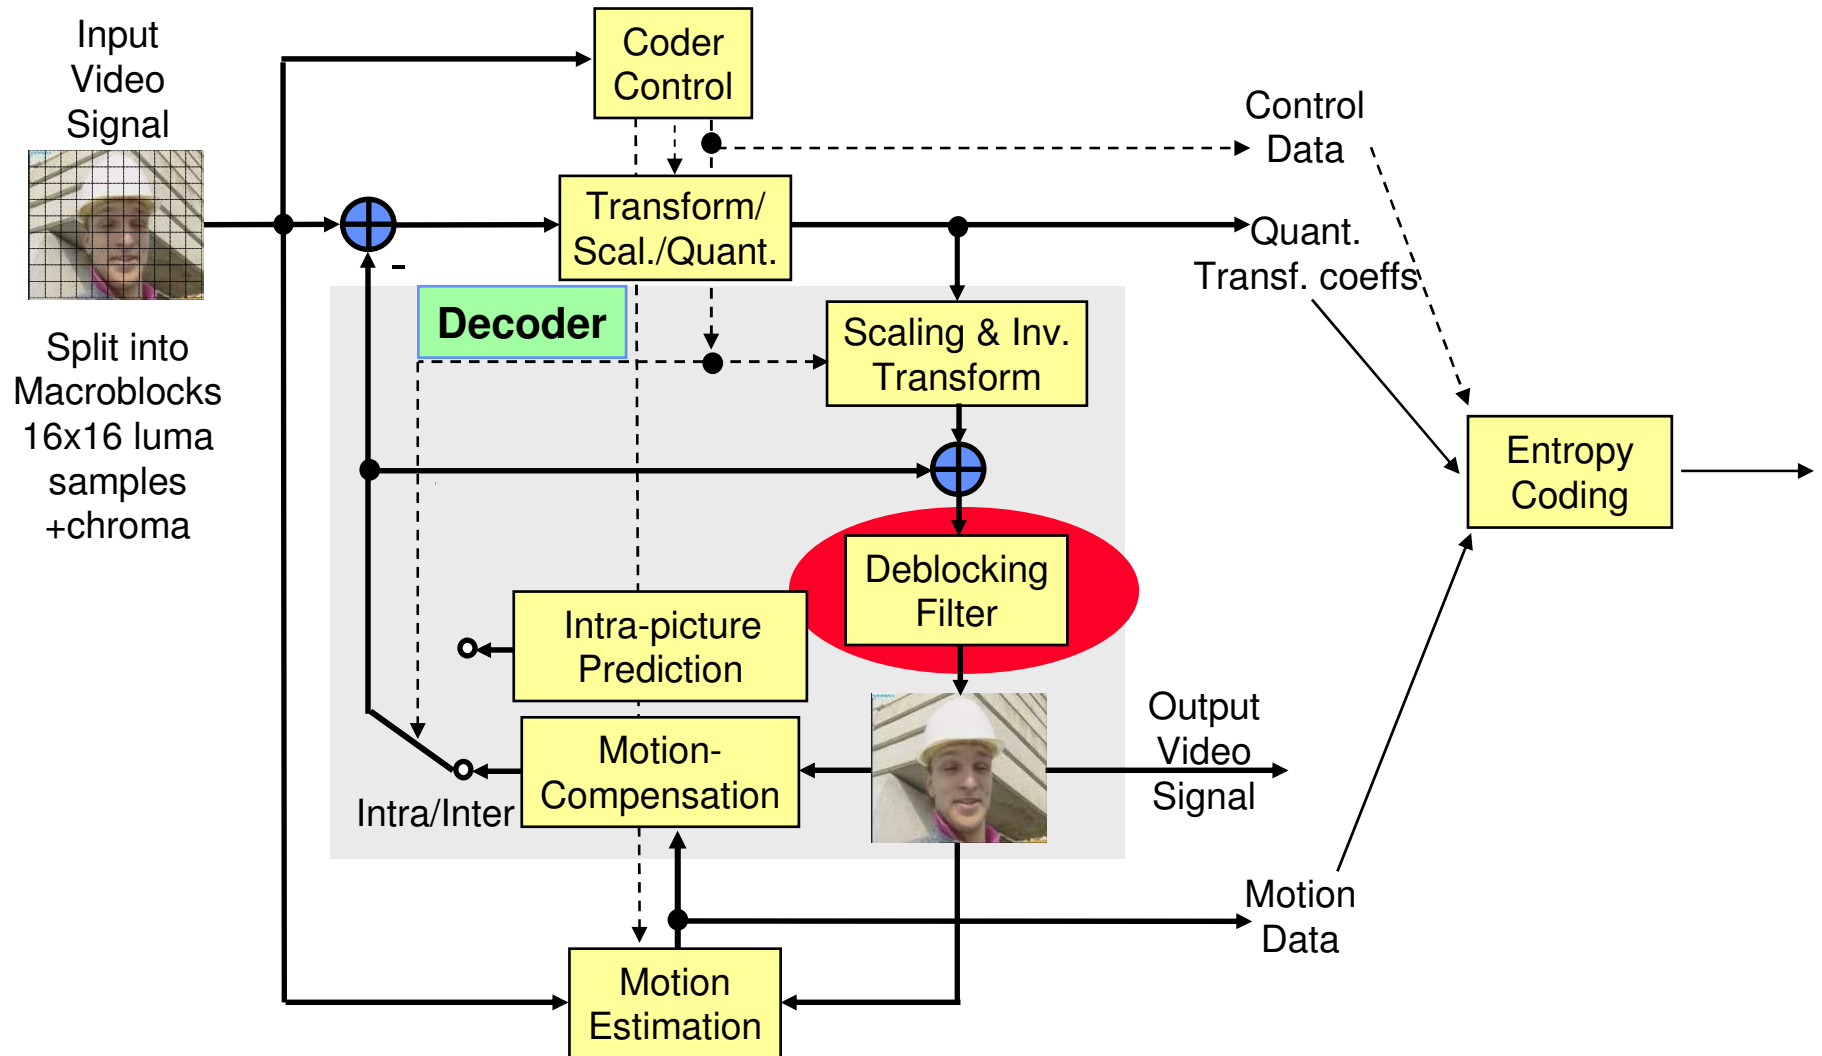 Input
Video
Signal
Coder
Control
Control
Data
Transform/
Scal./Quant.
Quant.
Transf. coeffs
-
Decoder
Scaling & Inv.
Transform
Split into
Macroblocks
16x16 luma
samples
+chroma
Entropy
Coding
Deblocking
Filter
Intra-picture
Prediction
Motion-
Compensation
Intra/Inter
Output
Video
Signal
Motion
Data
Motion
Estimation